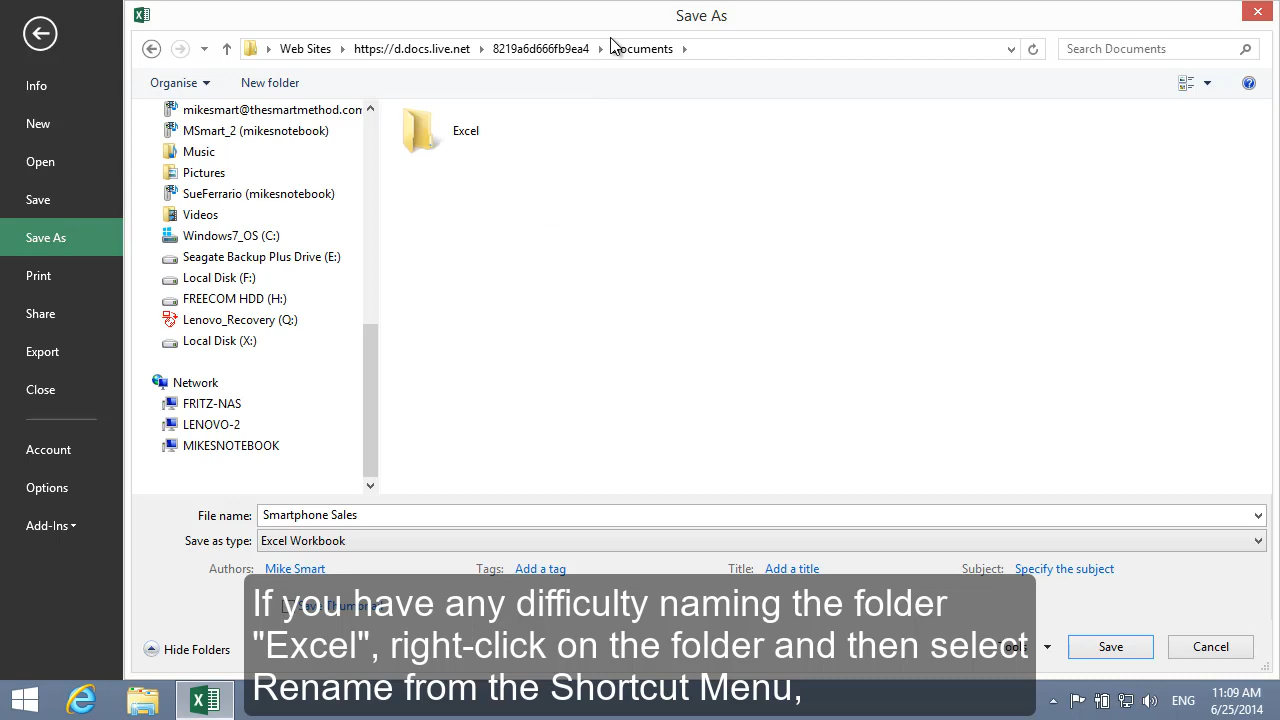 Save As
Web Sites https://d.docs.live.net 8219a6d666fb9ea4 Documents
Search Documents
Organise New folder
Info
New
Open
Save
Save As
Print
Share
Export
Close
Account
Options
Add-Ins
mikesmart@thesmartmethod.com
MSmart_2 (mikesnotebook)
Music
Pictures
SueFerrario (mikesnotebook)
Videos
Windows7_OS (C:)
Seagate Backup Plus Drive (E:)
Local Disk (F:)
FREECOM HDD (H:)
Lenovo_Recovery (Q:)
Local Disk (X:)
Network
FRITZ-NAS
LENOVO-2
MIKESNOTEBOOK
Excel
File name: Smartphone Sales
Save as type: Excel Workbook
Authors: Mike Smart Tags: Add a tag Title: Add a title Subject: Specify the subject
Save Thumbnail
Hide Folders Tools Save Cancel
If you have any difficulty naming the folder
"Excel", right-click on the folder and then select
Rename from the Shortcut Menu,
ENG
11:09 AM
6/25/2014